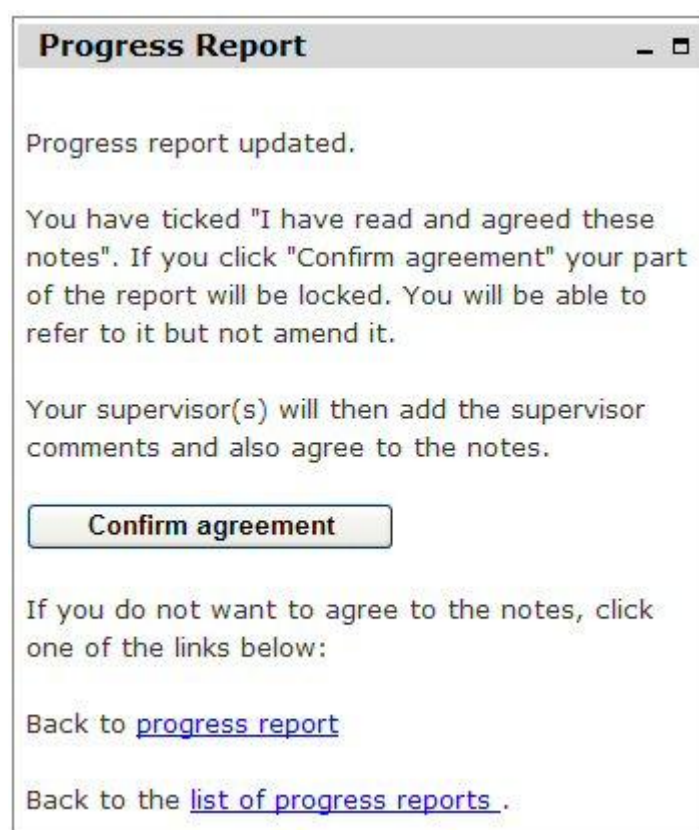 Progress Report
Progress report updated.
You have ticked "I have read and agreed these
notes". If you click "Confirm agreement" your part
of the report will be locked. You will be able to
refer to it but not amend it.
Your supervisor(s) will then add the supervisor
comments and also agree to the notes.
Confirm agreement
If you do not want to agree to the notes, click
one of the links below:
Back to progress report
Back to the list of progress reports .